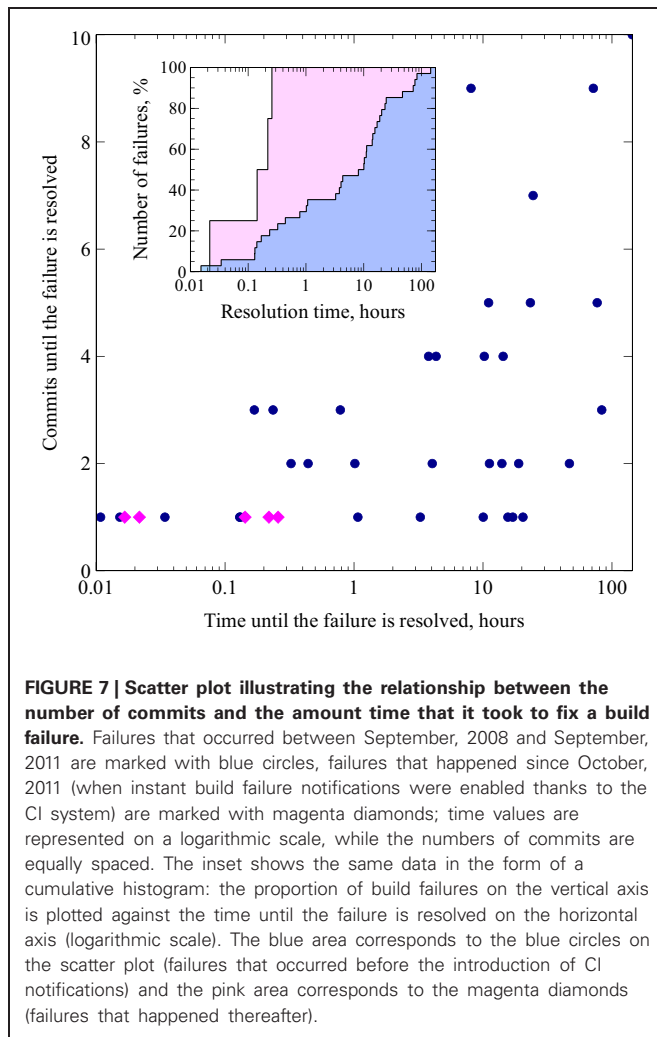 10
8
6
4
2
0
Commits until the failure is resolved
0.01
0.1
1
10
100
Time until the failure is resolved, hours
100
80
60
40
20
0
Number of failures, %
0.01
0.1
1
10
100
Resolution time, hours
FIGURE 7 | Scatter plot illustrating the relationship between the
number of commits and the amount time that it took to fix a build
failure. Failures that occurred between September, 2008 and September,
2011 are marked with blue circles, failures that happened since October,
2011 (when instant build failure notifications were enabled thanks to the
CI system) are marked with magenta diamonds; time values are
represented on a logarithmic scale, while the numbers of commits are
equally spaced. The inset shows the same data in the form of a
cumulative histogram: the proportion of build failures on the vertical axis
is plotted against the time until the failure is resolved on the horizontal
axis (logarithmic scale). The blue area corresponds to the blue circles on
the scatter plot (failures that occurred before the introduction of CI
notifications) and the pink area corresponds to the magenta diamonds
(failures that happened thereafter).